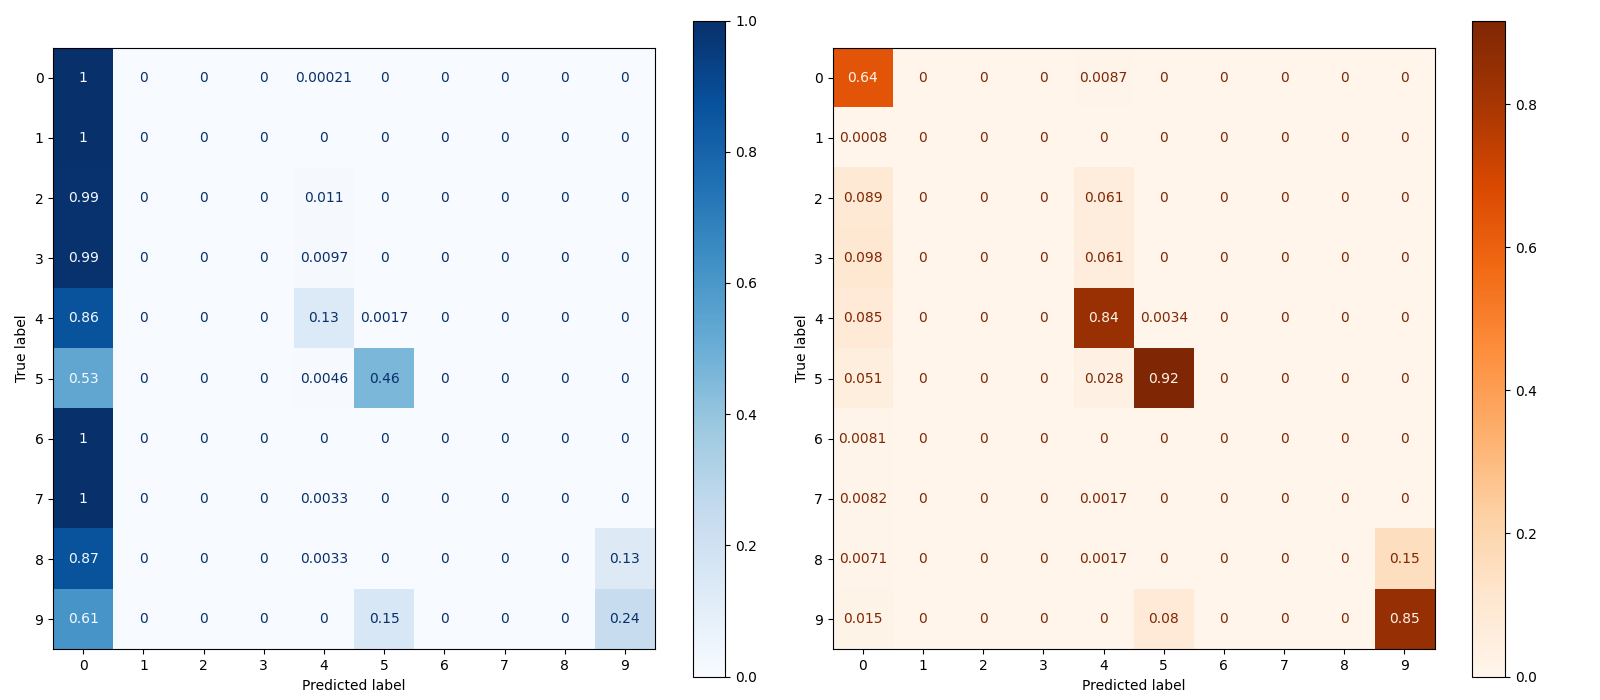 0 1 0 0 0 0.00021 0 0 0 0 0
1 1 0 0 0 0 0 0 0 0 0
2 0.99 0 0 0 0.011 0 0 0 0 0
3 0.99 0 0 0 0.0097 0 0 0 0 0
4 0.86 0 0 0 0.13 0.0017 0 0 0 0
5 0.53 0 0 0 0.0046 0.46 0 0 0 0
6 1 0 0 0 0 0 0 0 0 0
7 1 0 0 0 0.0033 0 0 0 0 0
8 0.87 0 0 0 0.0033 0 0 0 0 0.13
9 0.61 0 0 0 0 0.15 0 0 0 0.24
0 1 2 3 4 5 6 7 8 9
True label
Predicted label
1.0
0.8
0.6
0.4
0.2
0.0
0 0.64 0 0 0 0.0087 0 0 0 0 0
1 0.0008 0 0 0 0 0 0 0 0 0
2 0.089 0 0 0 0.061 0 0 0 0 0
3 0.098 0 0 0 0.061 0 0 0 0 0
4 0.085 0 0 0 0.84 0.0034 0 0 0 0
5 0.051 0 0 0 0.028 0.92 0 0 0 0
6 0.0081 0 0 0 0 0 0 0 0 0
7 0.0082 0 0 0 0.0017 0 0 0 0 0
8 0.0071 0 0 0 0.0017 0 0 0 0 0.15
9 0.015 0 0 0 0 0.08 0 0 0 0.85
0 1 2 3 4 5 6 7 8 9
True label
Predicted label
0.8
0.6
0.4
0.2
0.0